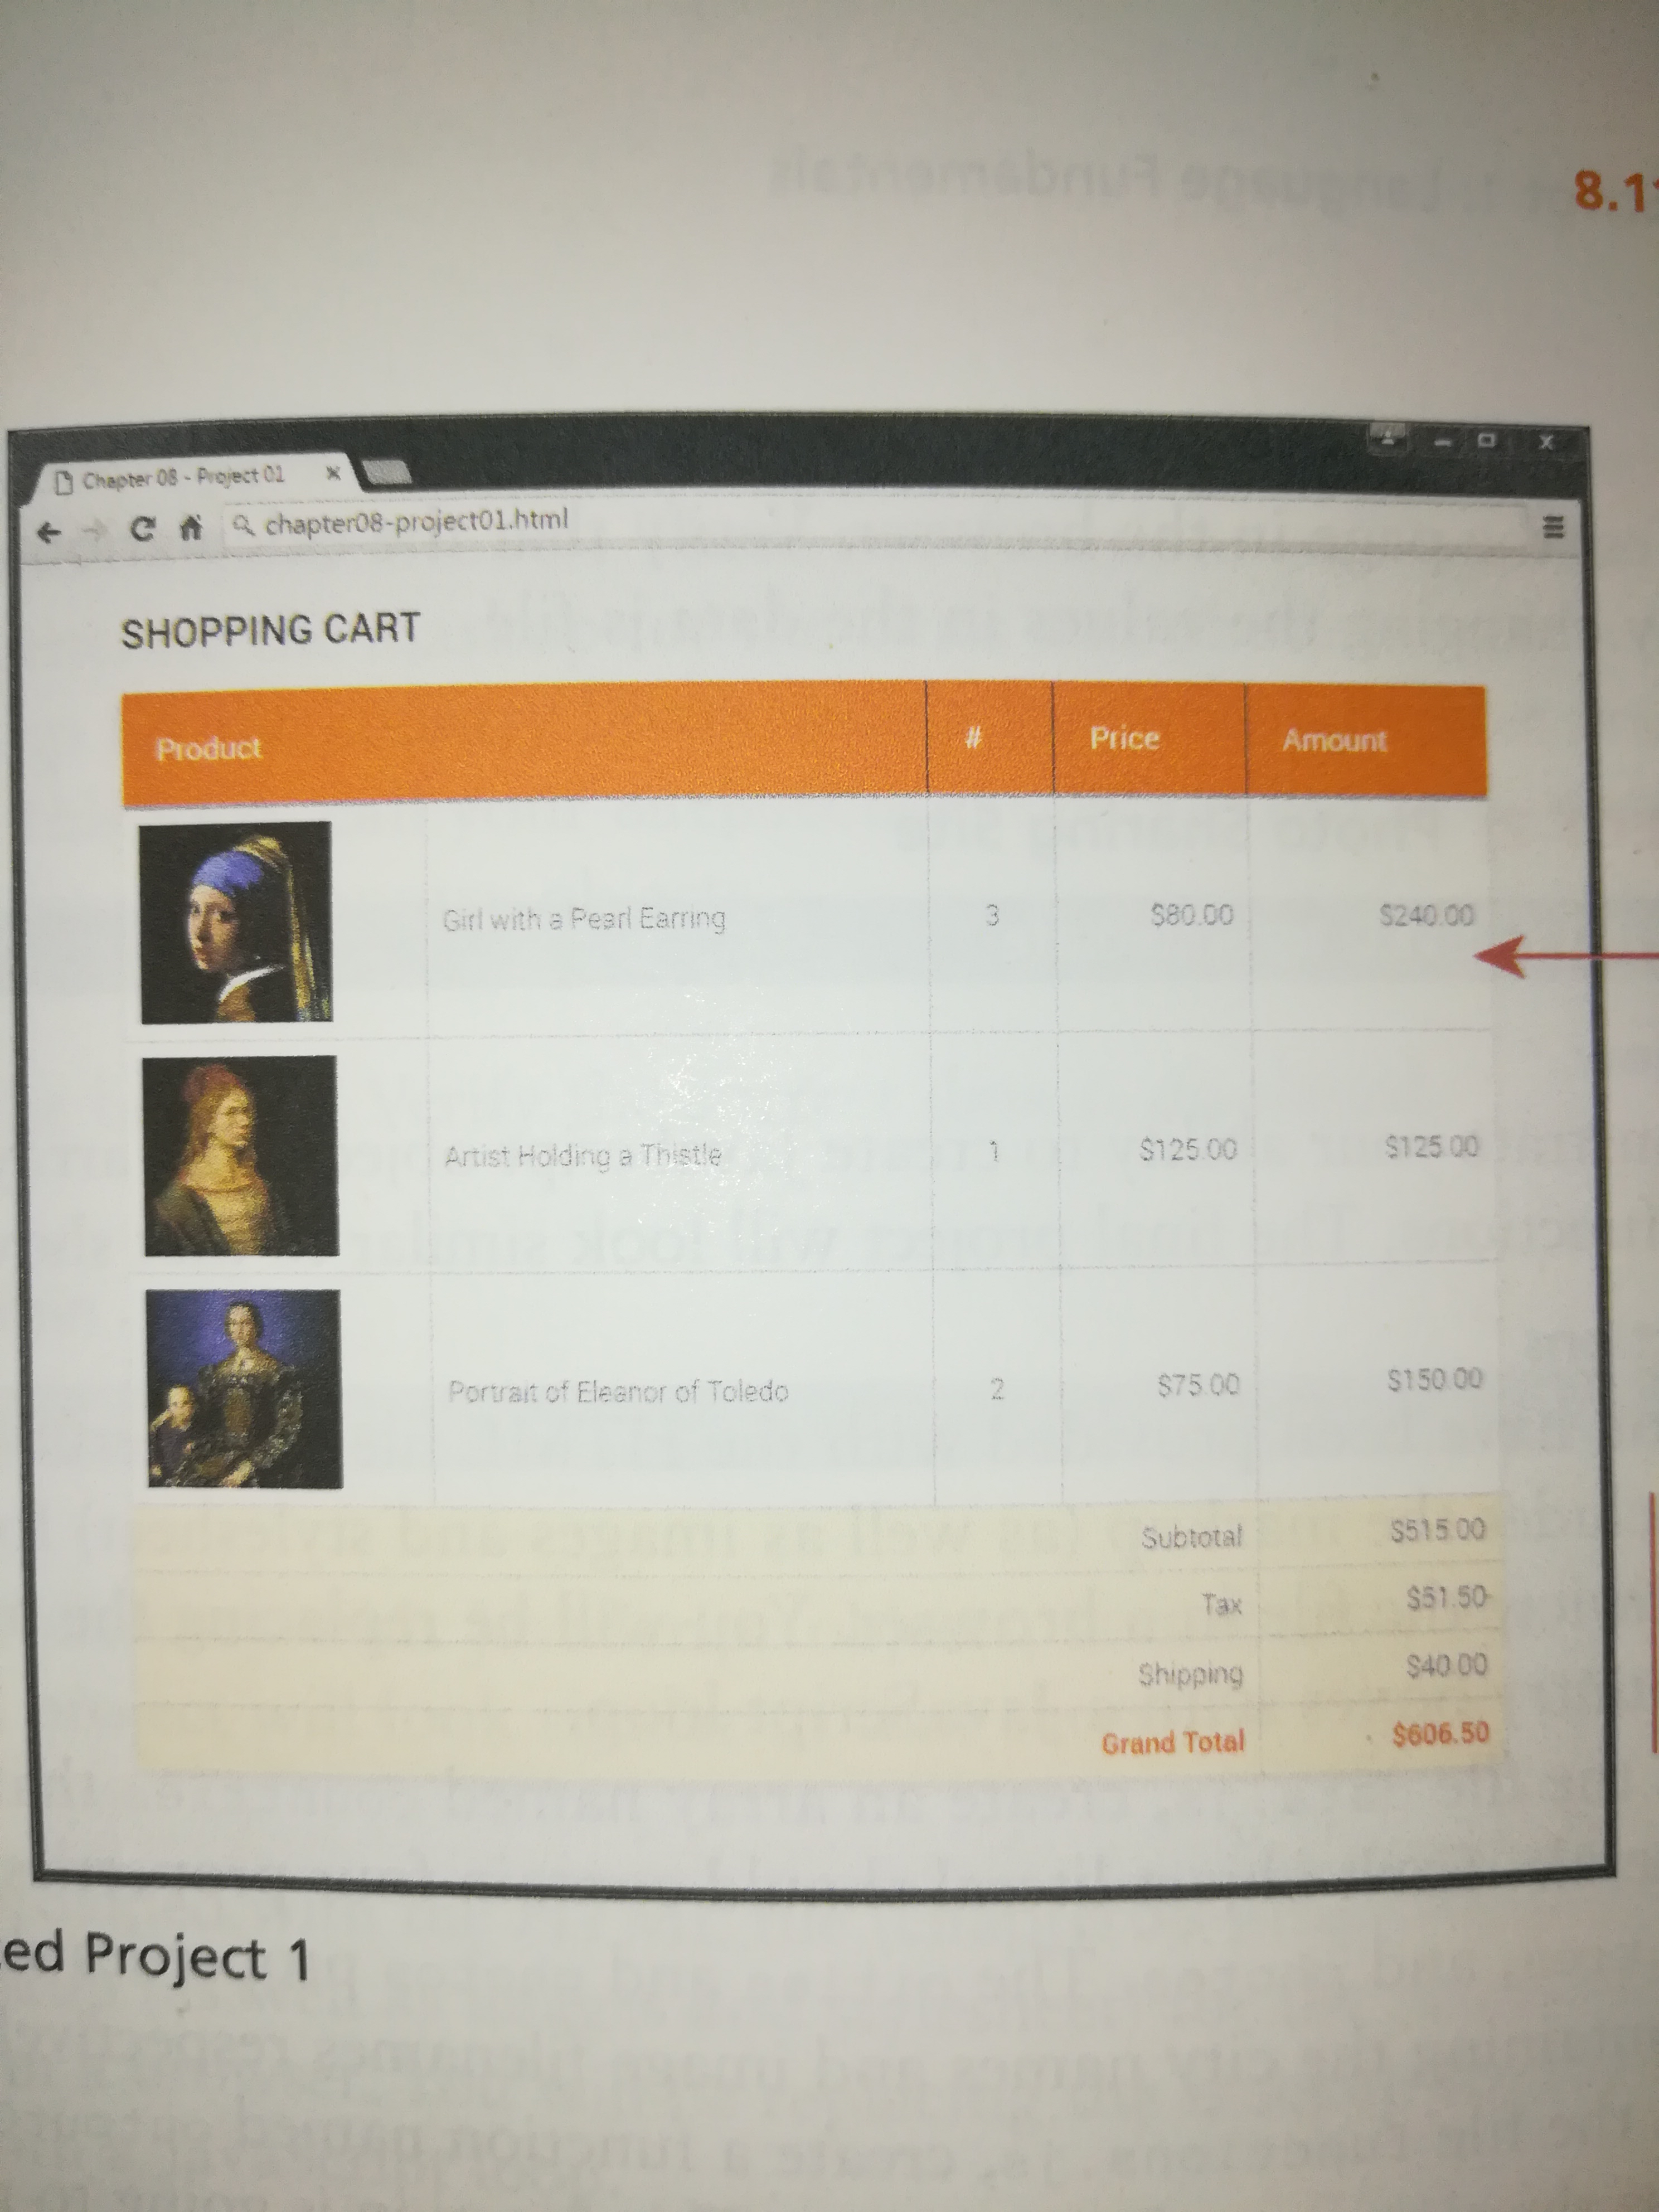 8.1
Chapter 08 - Project 01
chapter08-project01.html
SHOPPING CART
Product # Price Amount
Girl with a Pearl Earring 3 $80.00 $240.00
Artist Holding a Thistle 1 $125.00 $125.00
Portrait of Eleanor of Toledo 2 $75.00 $150.00
Subtotal $515.00
Tax $51.50
Shipping $40.00
Grand Total $606.50
ed Project 1